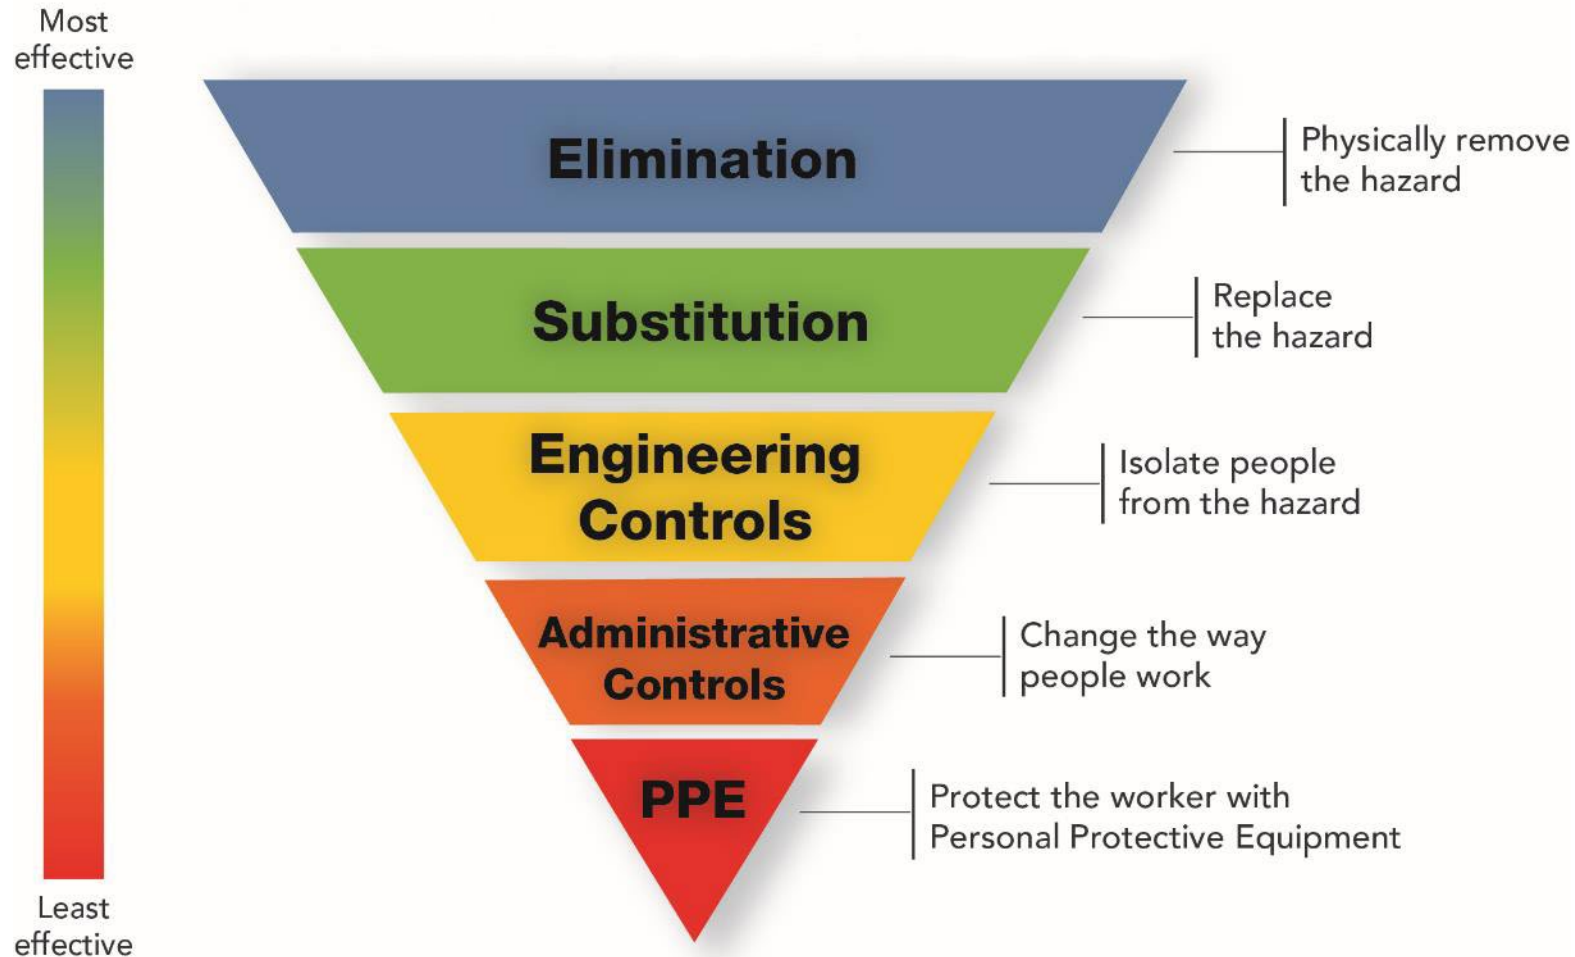 Most
effective
Elimination
Physically remove
the hazard
Substitution
Replace
the hazard
Engineering
Controls
Isolate people
from the hazard
Administrative
Controls
Change the way
people work
PPE
Protect the worker with
Personal Protective Equipment
Least
effective